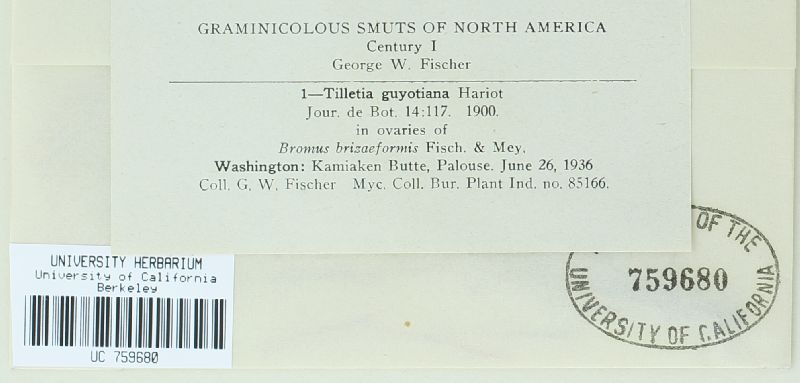 GRAMINICOLOUS SMUTS OF NORTH AMERICA
Century I
George W. Fischer
1—Tilletia guyotiana Hariot
Jour. de Bot. 14:117. 1900.
in ovaries of
Bromus brizaeformis Fisch. & Mey.
Washington: Kamiaken Butte, Palouse. June 26, 1936
Coll. G. W. Fischer Myc. Coll. Bur. Plant Ind. no. 85166.
UNIVERSITY HERBARIUM
University of California
Berkeley
UC 759680
OF THE
759680
UNIVERSITY OF CALIFORNIA